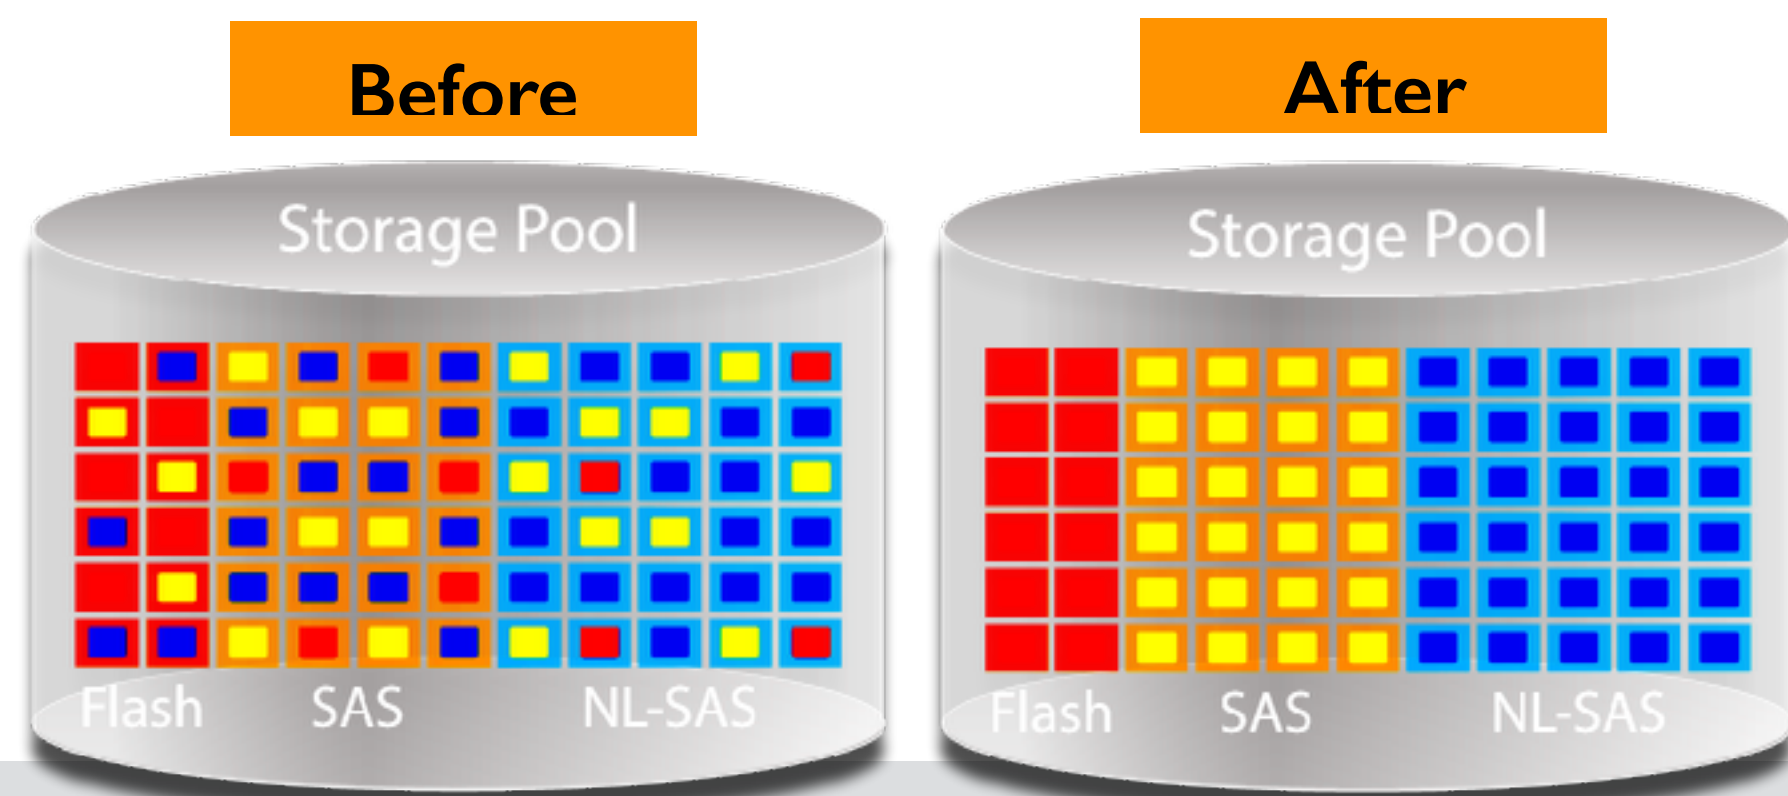 Before
After
Storage Pool
Storage Pool
Flash SAS NL-SAS
Flash SAS NL-SAS